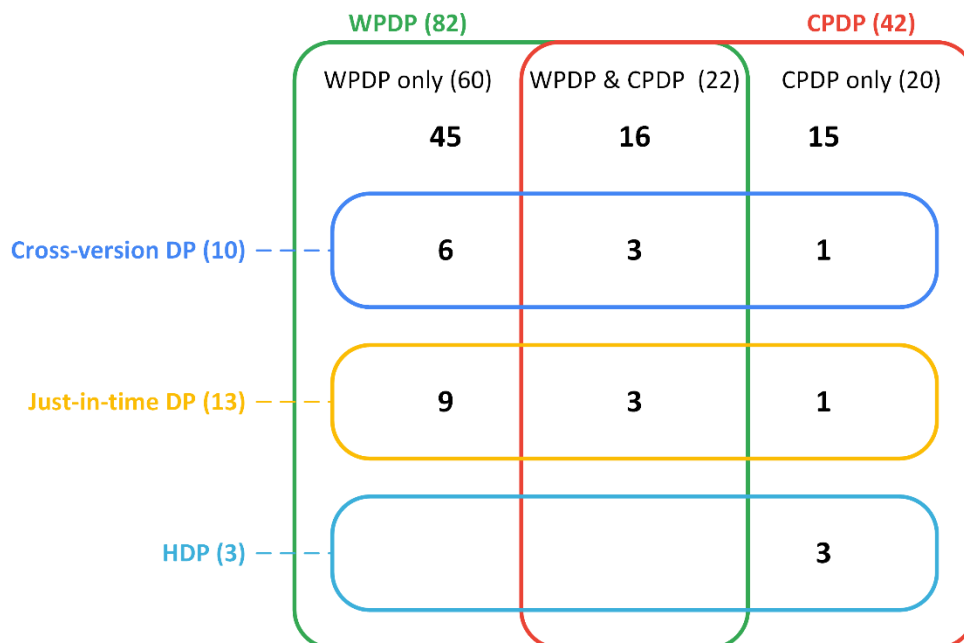 WPDP (82) CPDP (42)
WPDP only (60) WPDP & CPDP (22) CPDP only (20)
45 16 15
Cross-version DP (10) 6 3 1
Just-in-time DP (13) 9 3 1
HDP (3) 3